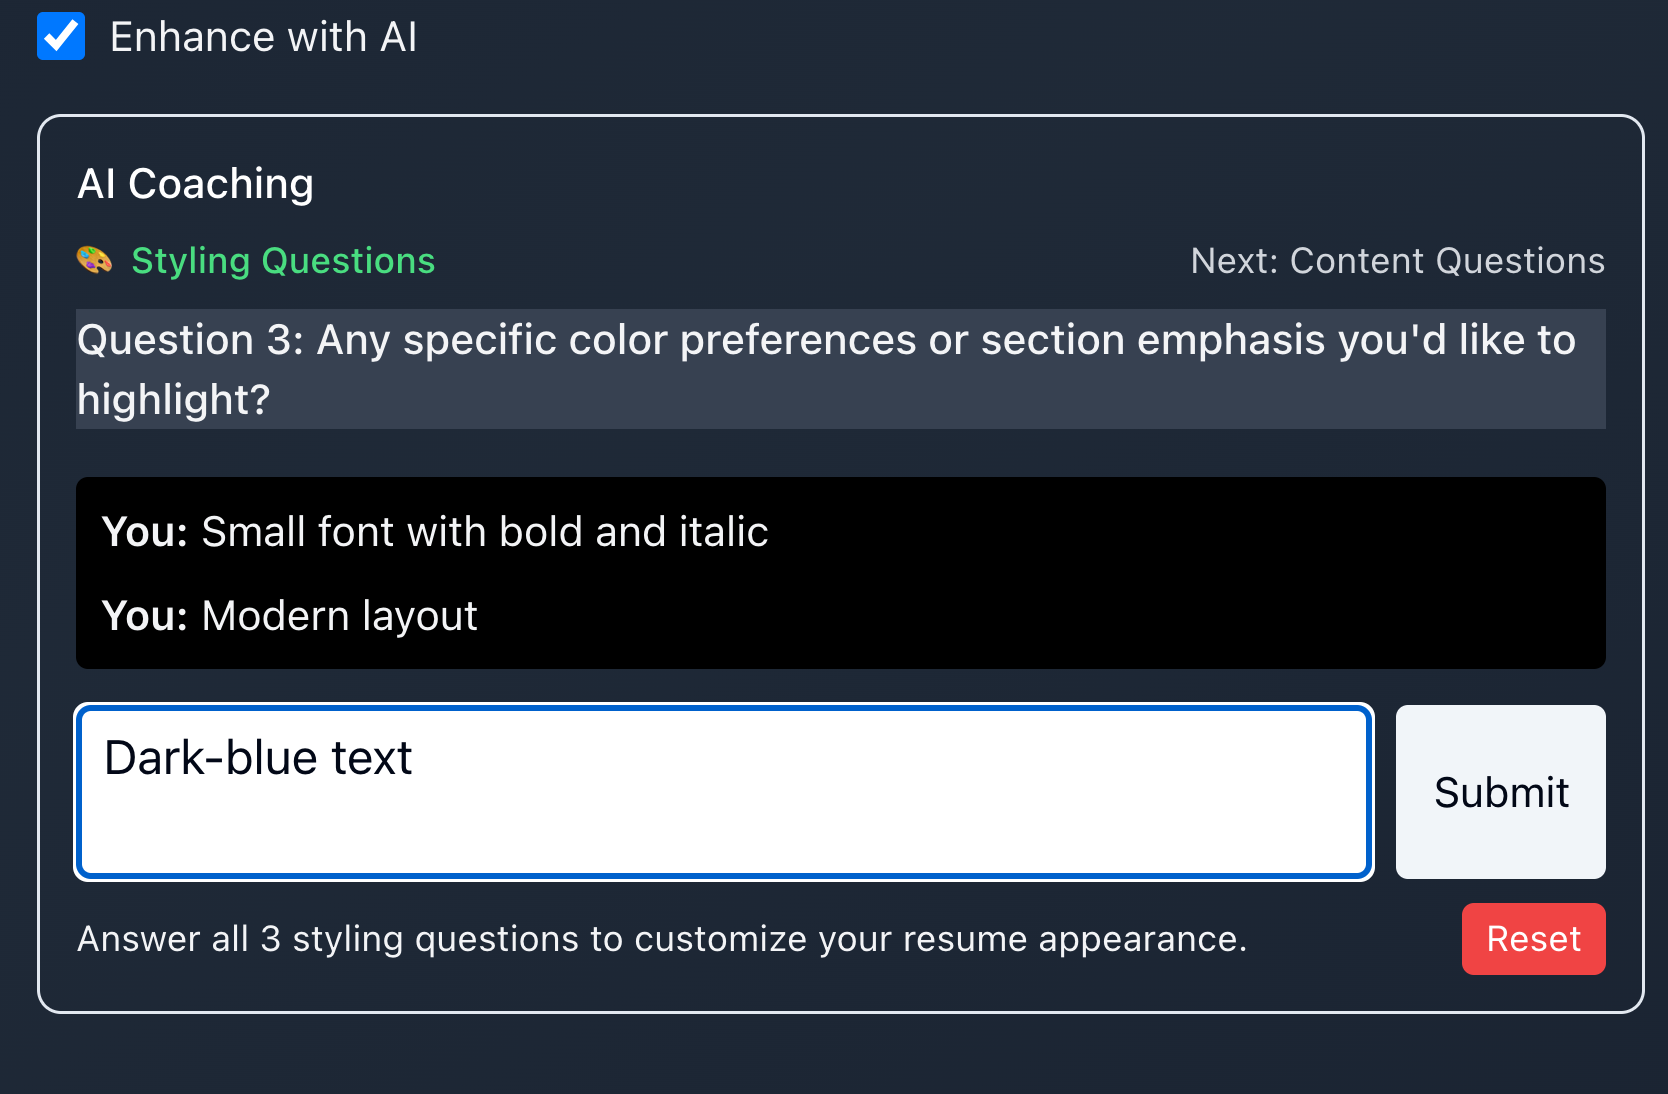 Enhance with AI
AI Coaching
🎨 Styling Questions
Next: Content Questions
Question 3: Any specific color preferences or section emphasis you'd like to
highlight?
You: Small font with bold and italic
You: Modern layout
Dark-blue text
Submit
Answer all 3 styling questions to customize your resume appearance.
Reset